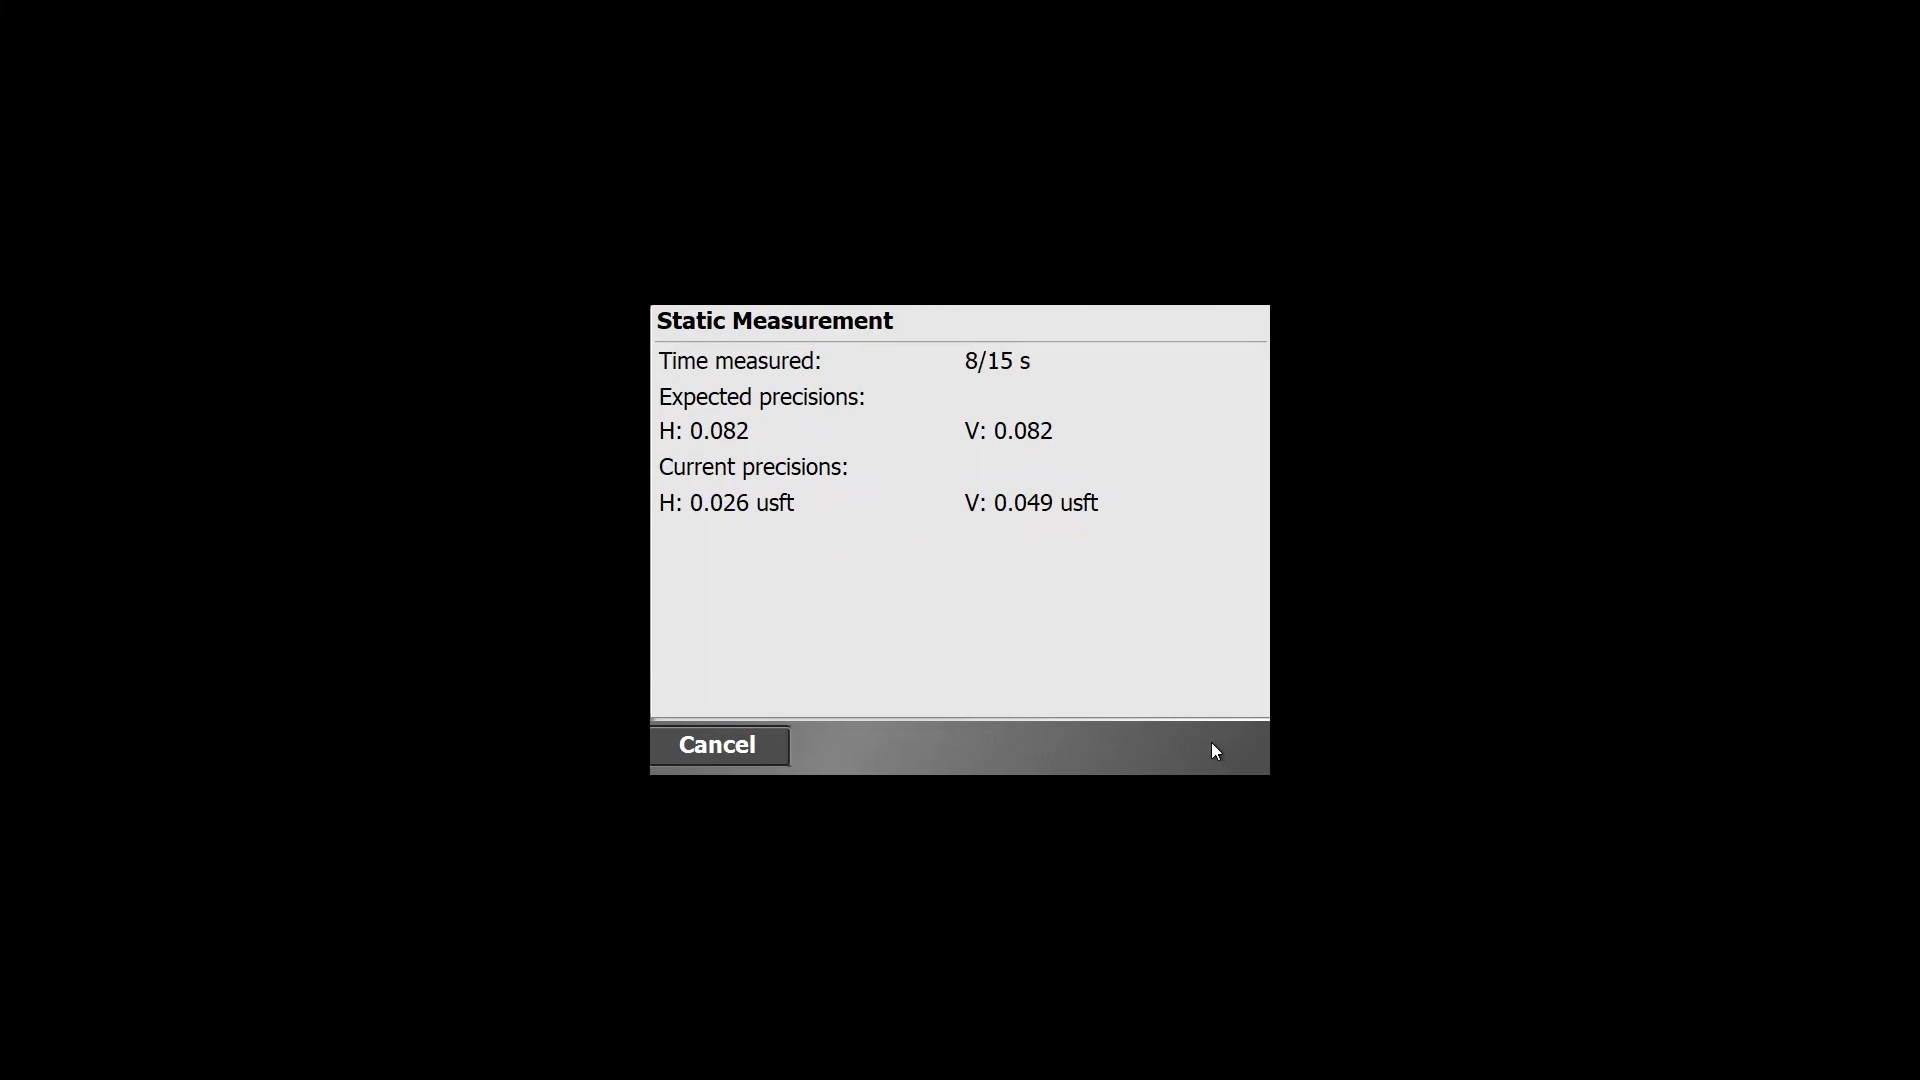 Static Measurement
Time measured: 8/15 s
Expected precisions:
H: 0.082 V: 0.082
Current precisions:
H: 0.026 usft V: 0.049 usft
Cancel